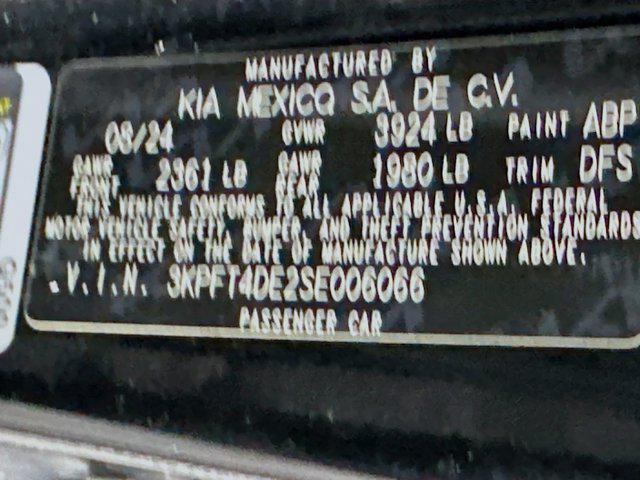 MANUFACTURED BY
KIA MEXICO S.A. DE C.V.
08/24 GVWR 3924 LB PAINT ABP
GAWR FRONT 2361 LB GAWR REAR 1980 LB TRIM DFS
THIS VEHICLE CONFORMS TO ALL APPLICABLE U.S.A. FEDERAL
MOTOR VEHICLE SAFETY, BUMPER, AND THEFT PREVENTION STANDARDS
IN EFFECT ON THE DATE OF MANUFACTURE SHOWN ABOVE.
.V.I.N. 3KPFT4DE2SE006066
PASSENGER CAR